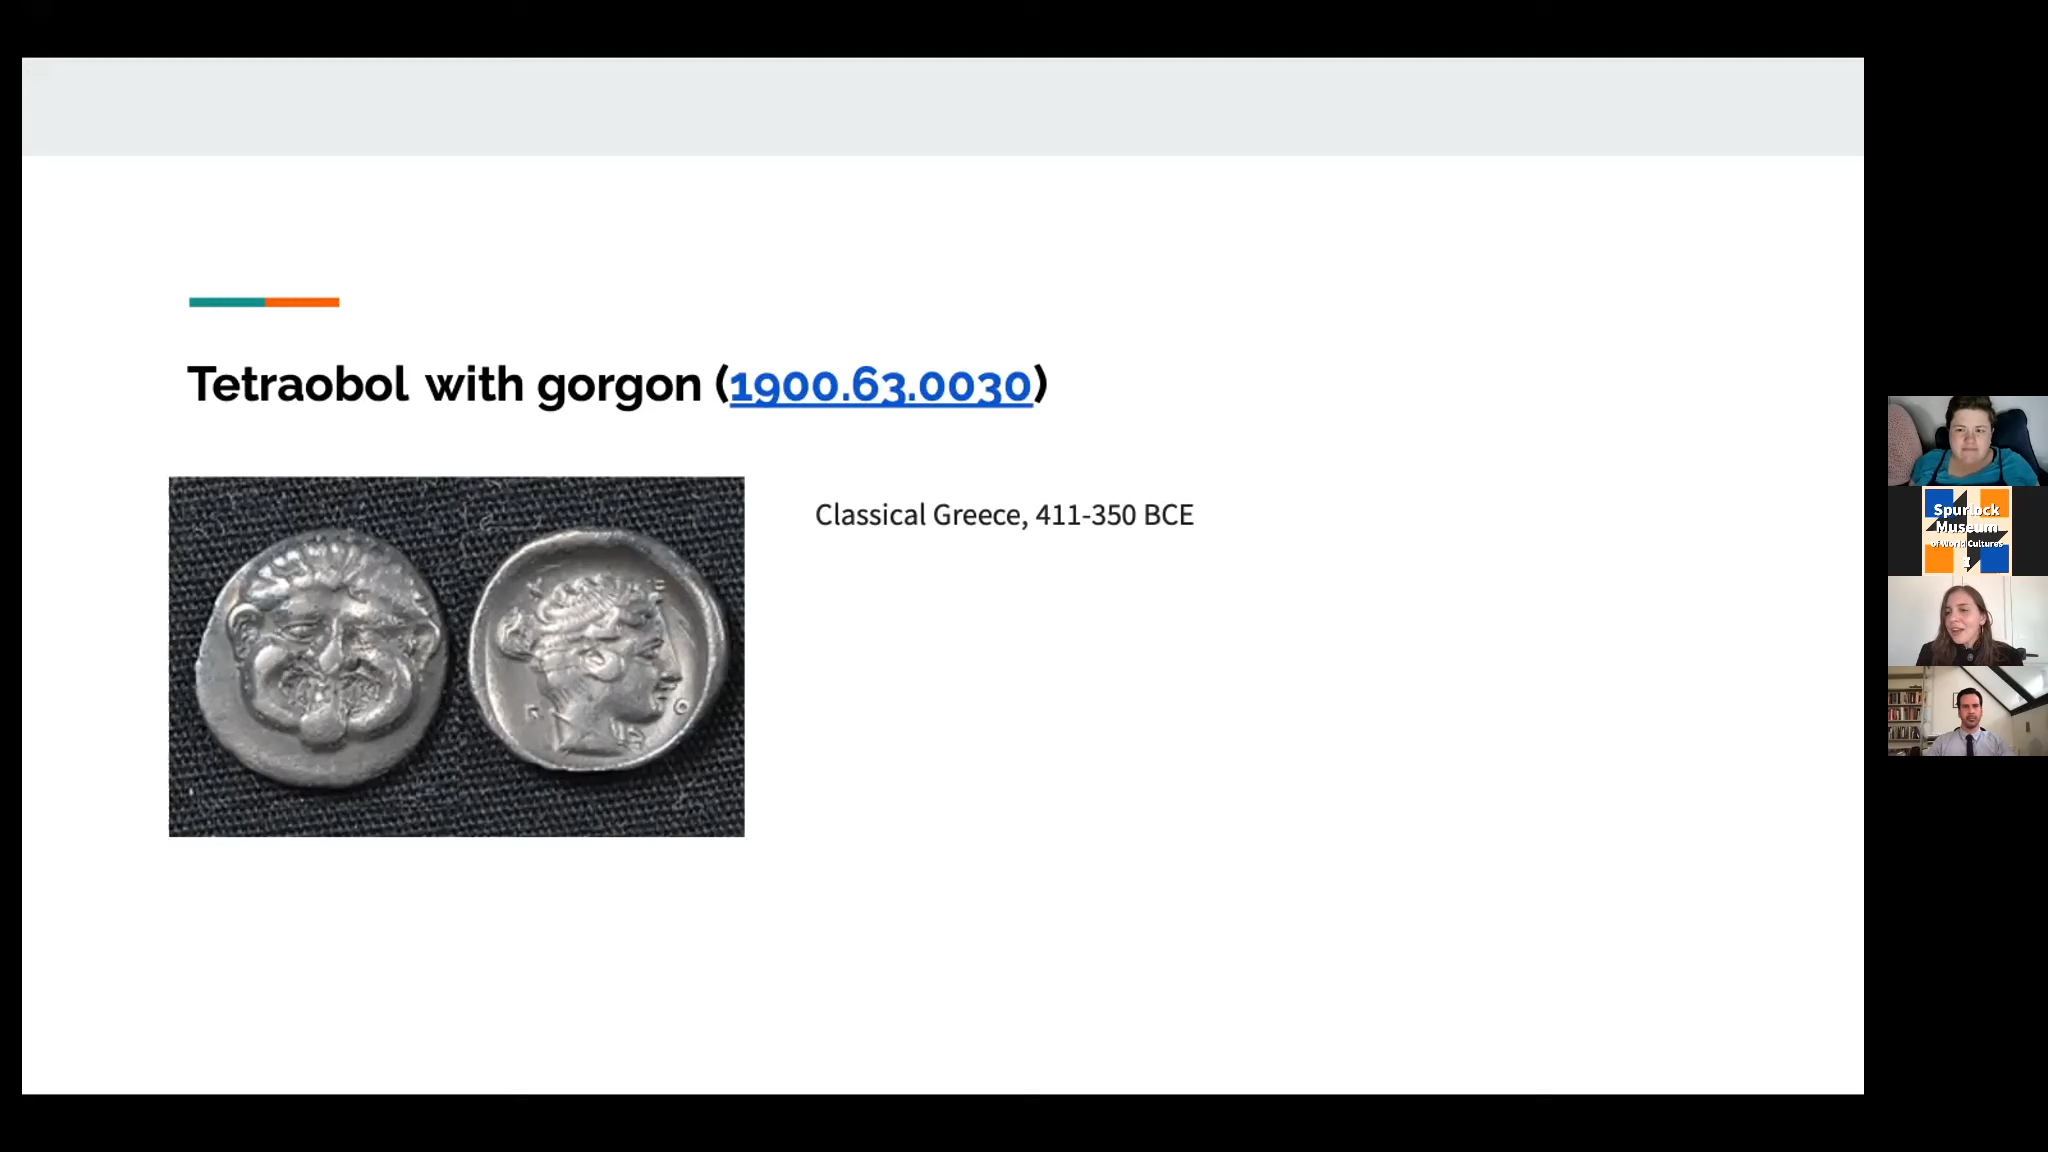 Tetraobol with gorgon (1900.63.0030)
Classical Greece, 411-350 BCE
Spurlock
Museum
of World Cultures